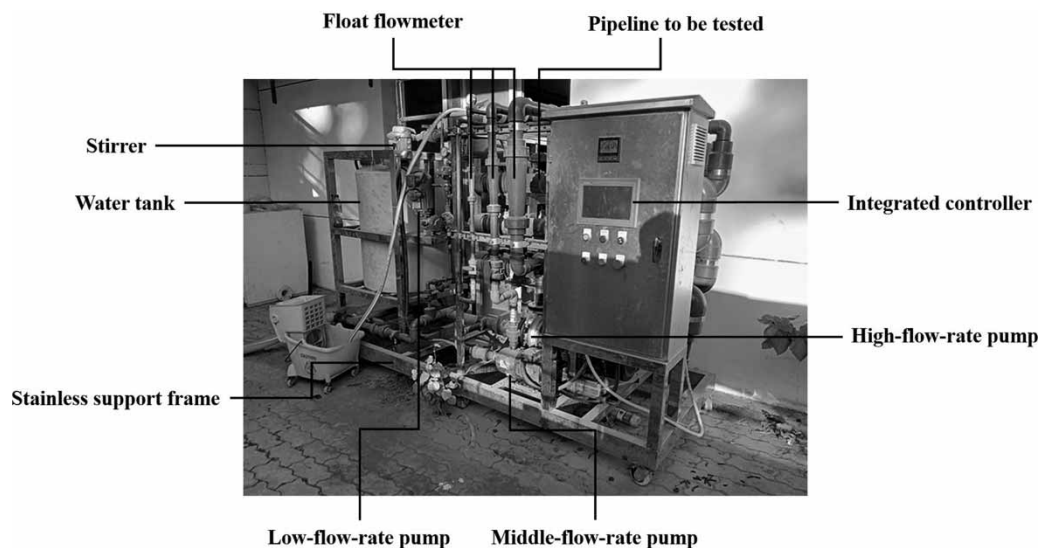 Float flowmeter
Pipeline to be tested
Stirrer
Water tank
Integrated controller
High-flow-rate pump
Stainless support frame
Low-flow-rate pump
Middle-flow-rate pump